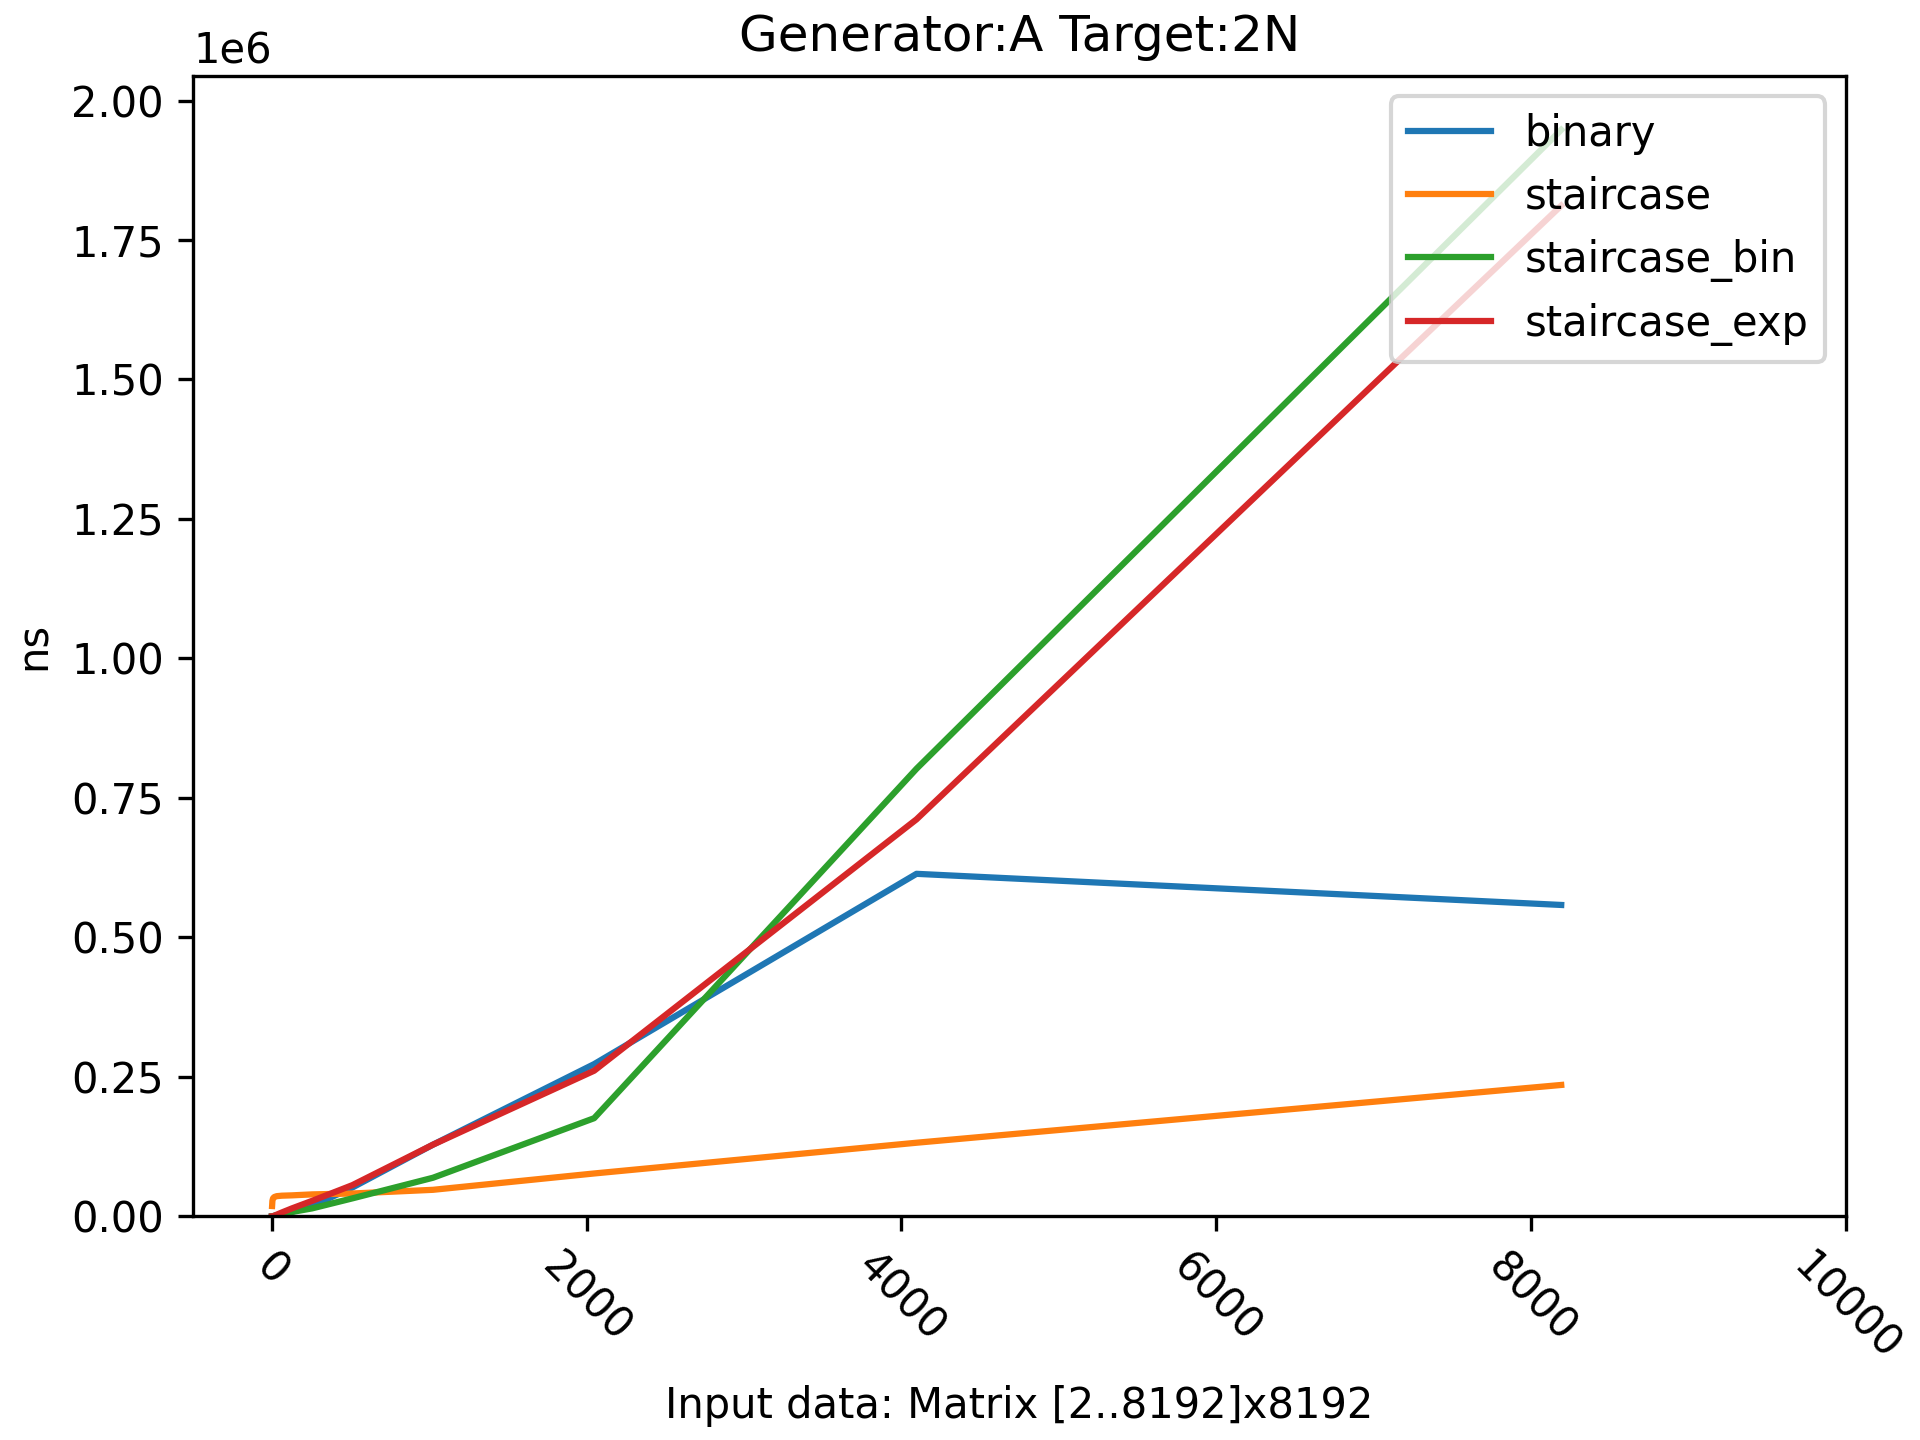 Generator:A Target:2N
1e6
2.00
1.75
1.50
1.25
1.00
0.75
0.50
0.25
0.00
ns
binary
staircase
staircase_bin
staircase_exp
0
2000
4000
6000
8000
10000
Input data: Matrix [2..8192]x8192